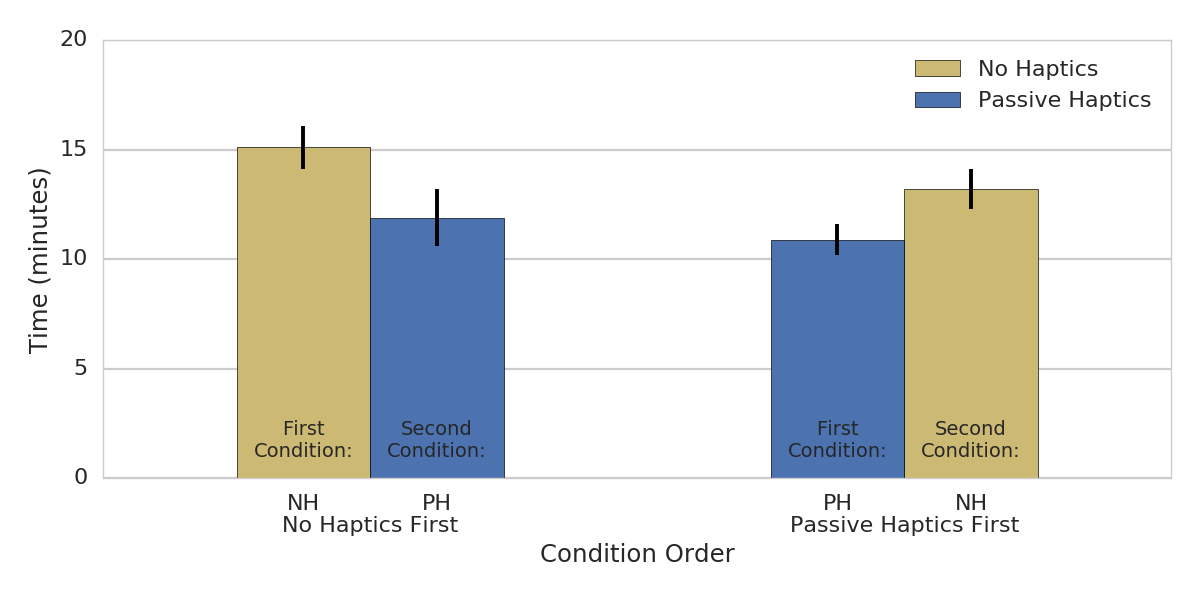 20
15
10
5
0
Time (minutes)
No Haptics
Passive Haptics
First
Condition:
Second
Condition:
First
Condition:
Second
Condition:
NH
PH
No Haptics First
PH
NH
Passive Haptics First
Condition Order